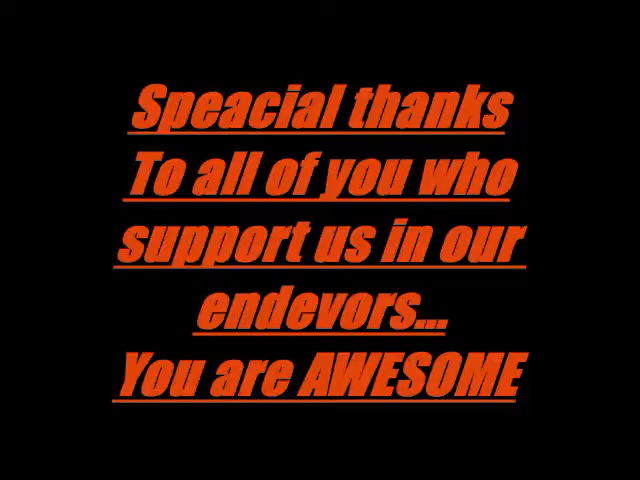 Speacial thanks
To all of you who
support us in our
endevors...
You are AWESOME